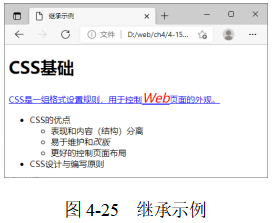 继承示例
文件 D:/web/ch4/4-15
CSS基础
CSS是一组格式设置规则，用于控制Web页面的外观。
CSS的优点
表现和内容（结构）分离
易于维护和改版
更好的控制页面布局
CSS设计与编写原则
图 4-25 继承示例